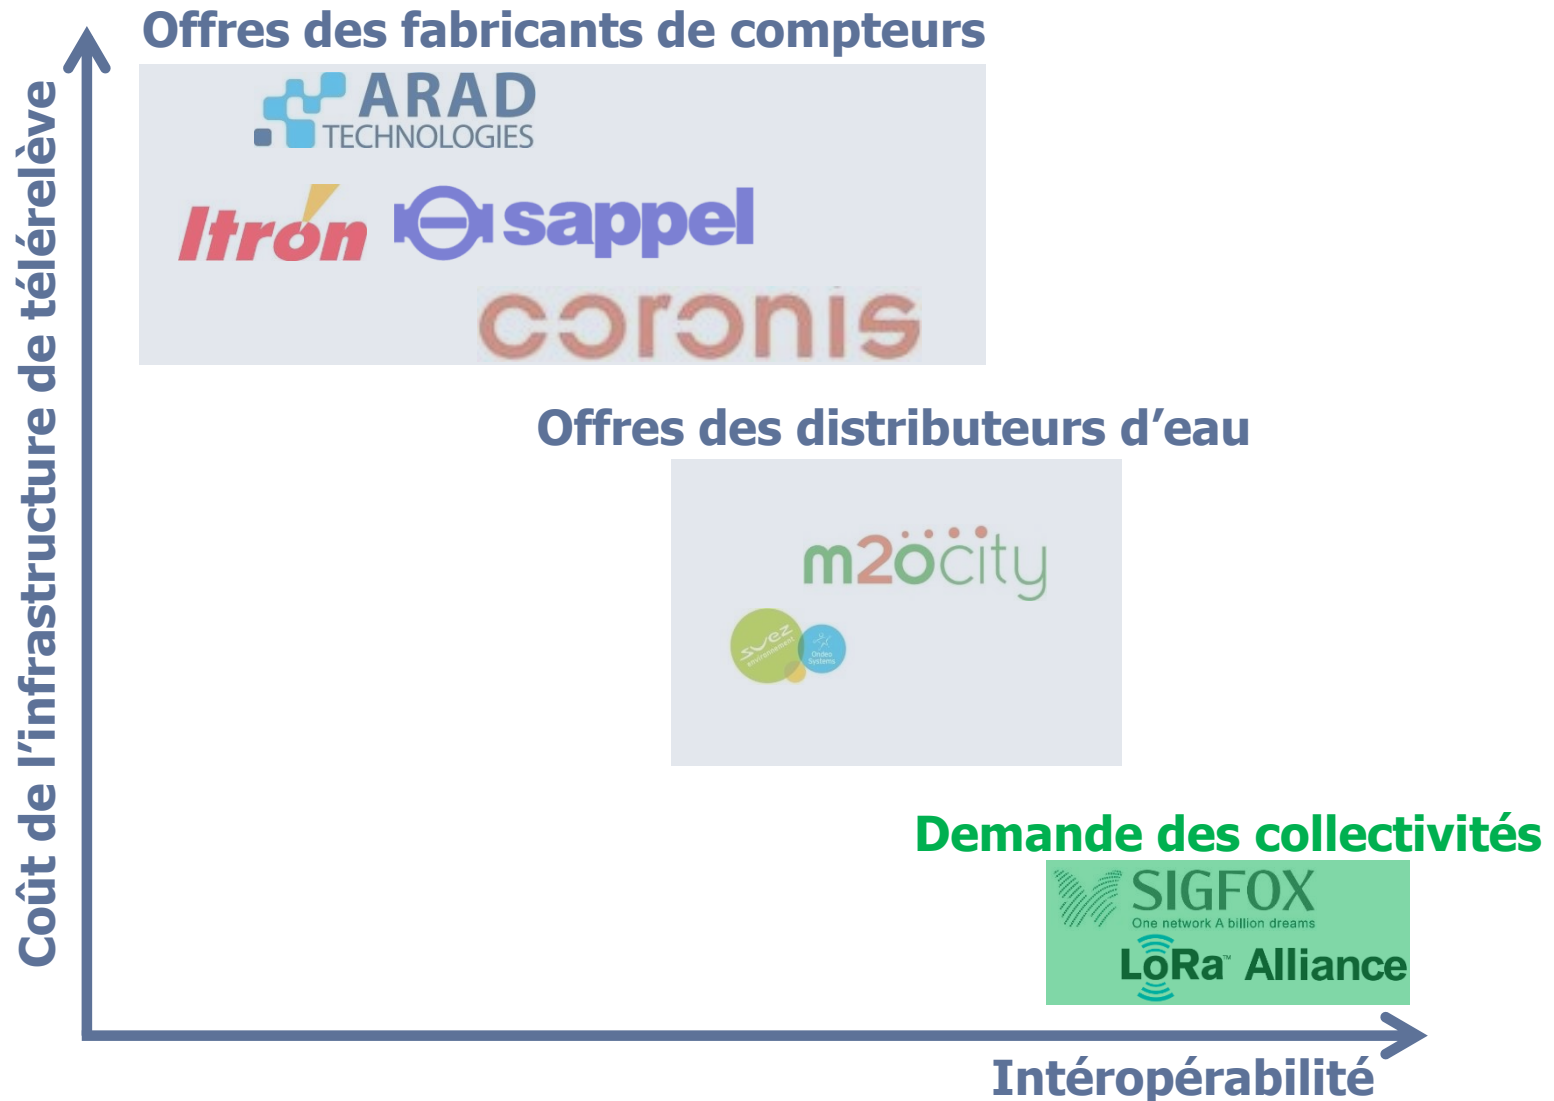 Offres des fabricants de compteurs
ARAD
TECHNOLOGIES
Itron
sappel
coronis
Offres des distributeurs d’eau
m2ocity
suez
environnement
Ondeo
Systems
Demande des collectivités
SIGFOX
One network A billion dreams
LoRa™ Alliance
Coût de l’infrastructure de télérelève
Intéropérabilité